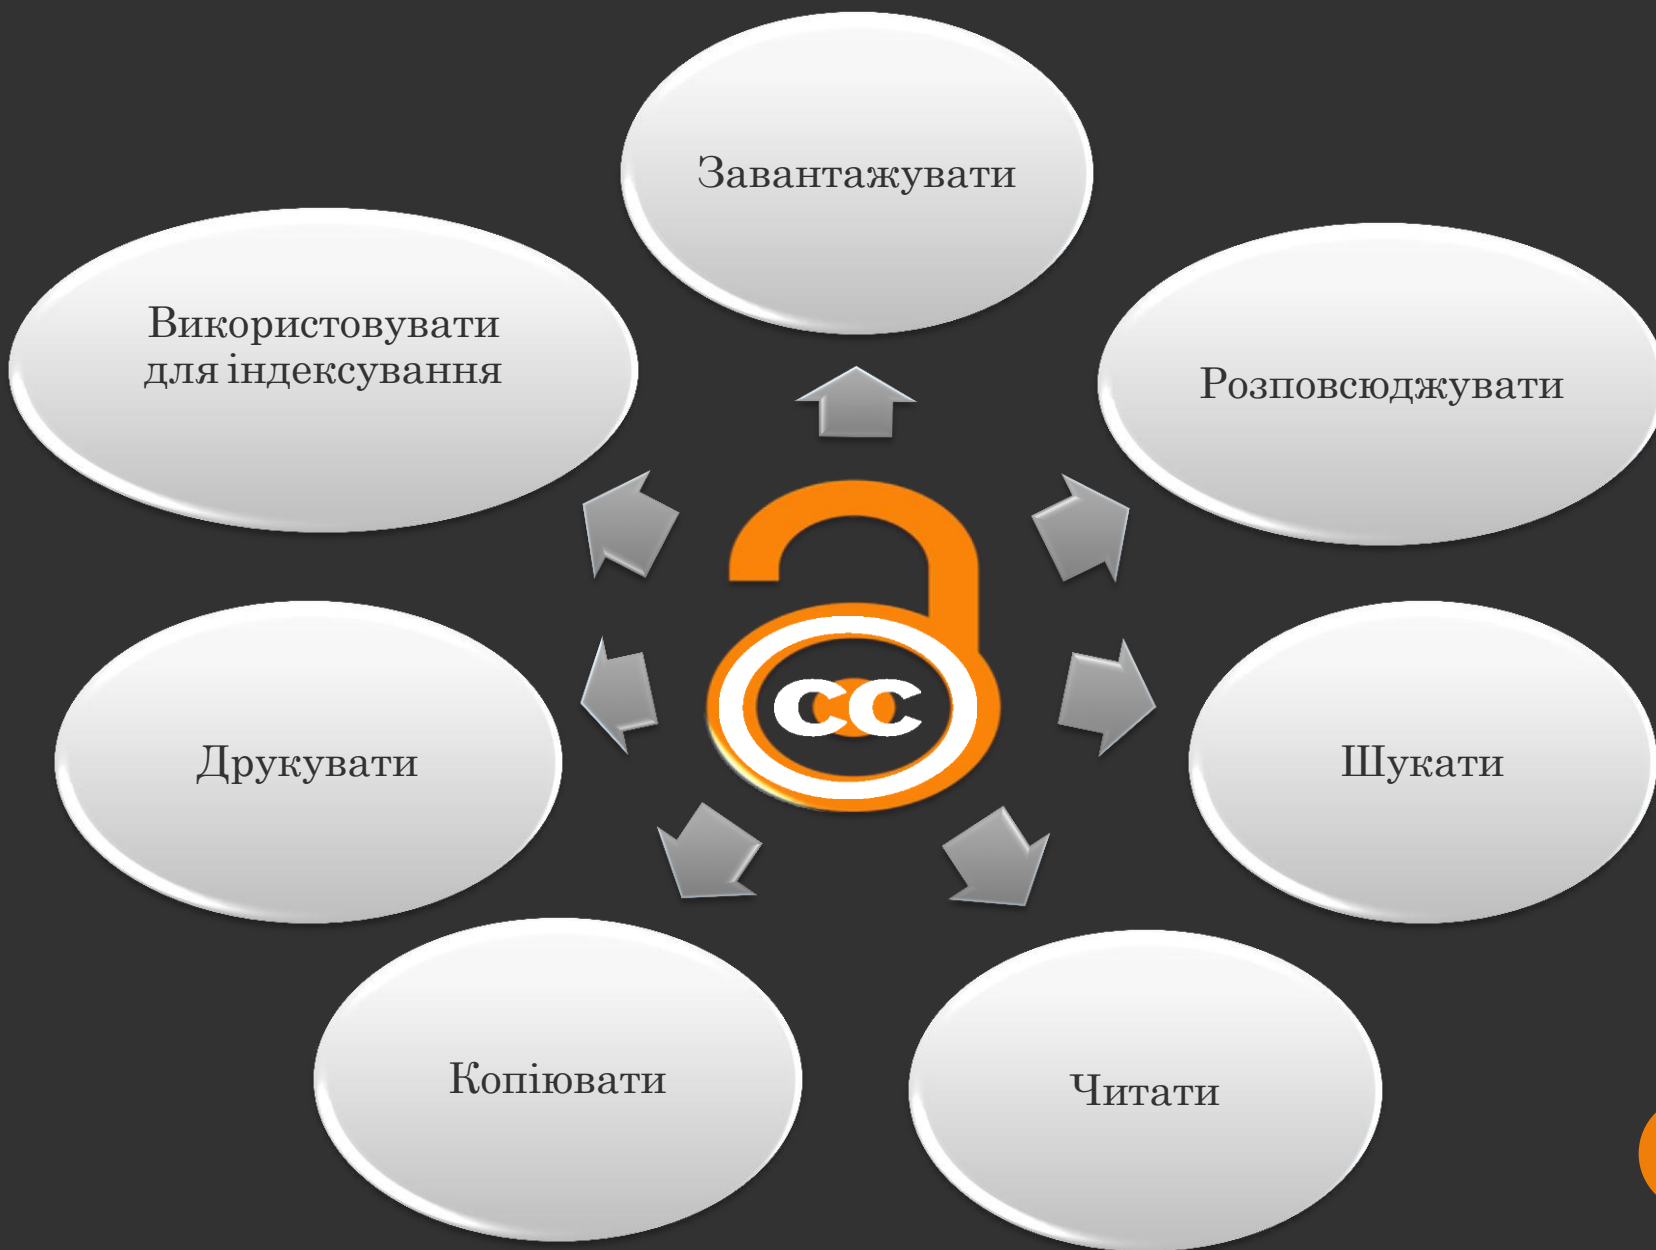 Завантажувати
Використовувати
для індексування
Розповсюджувати
Друкувати
cc
Шукати
Копіювати
Читати